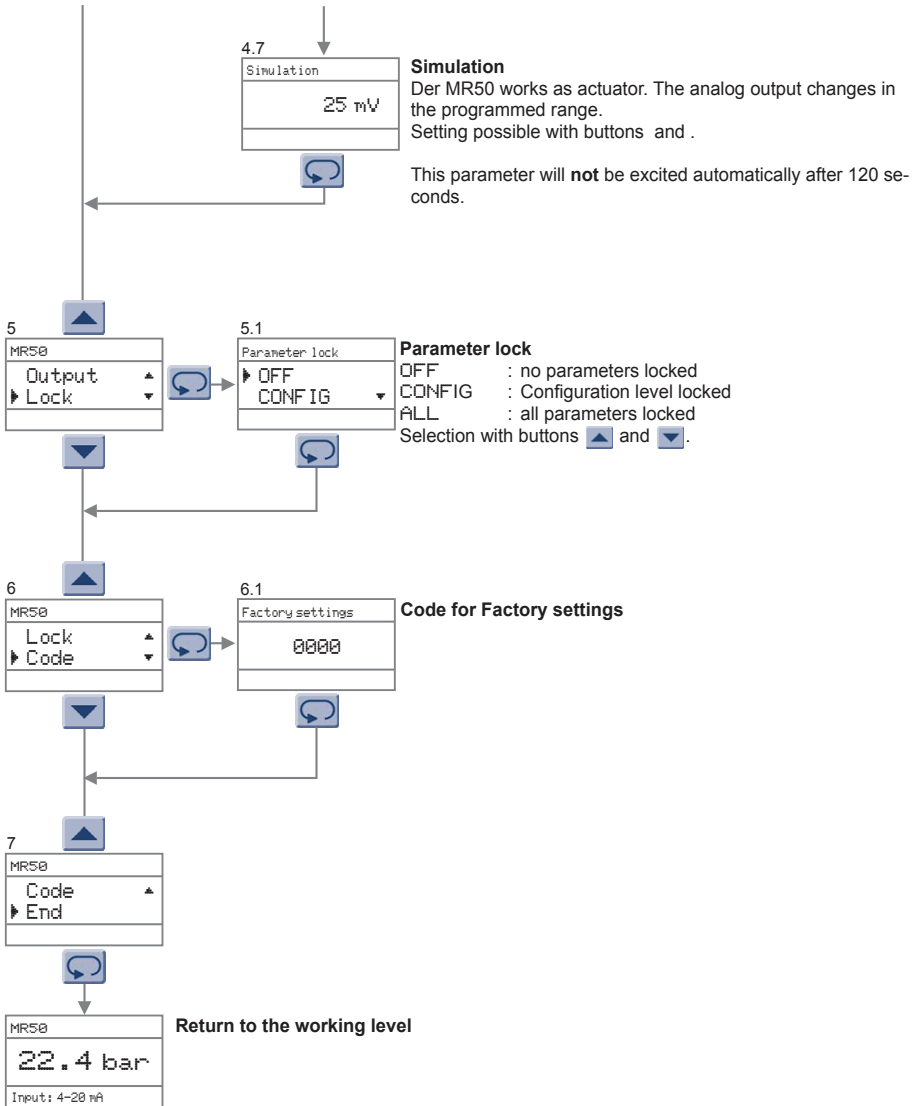 4.7
Simulation
25 mV
Simulation
Der MR50 works as actuator. The analog output changes in
the programmed range.
Setting possible with buttons  and .
This parameter will not be excited automatically after 120 se-
conds.
5
MR50
Output
Lock
5.1
Parameter lock
OFF
CONFIG
Parameter lock
OFF : no parameters locked
CONFIG : Configuration level locked
ALL : all parameters locked
Selection with buttons ▲ and ▼.
6
MR50
Lock
Code
6.1
Factory settings
0000
Code for Factory settings
7
MR50
Code
End
MR50
22.4 bar
Input: 4-20 mA
Return to the working level